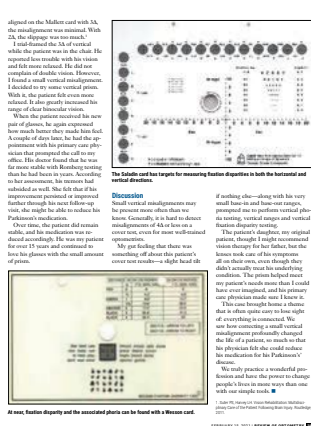 aligned on the Mallett card with 3Δ,
the misalignment was minimal. With
2Δ, the slippage was too much.¹
I trial-framed the 3Δ of vertical
while the patient was in the chair. He
reported less trouble with his vision
and felt more relaxed. He did not
complain of double vision. However,
I found a small vertical misalignment.
I decided to try some vertical prism.
With it, the patient felt even more
relaxed. It also greatly increased his
range of clear binocular vision.
When the patient received his new
pair of glasses, he again expressed
how much better they made him feel.
A couple of days later, he had the ap-
pointment with his primary care phy-
sician that prompted the call to my
office. His doctor found that he was
far more stable with Romberg testing
than he had been in years. According
to her assessment, his tremors had
subsided as well. She felt that if his
improvement persisted or improved
further through his next follow-up
visit, she might be able to reduce his
Parkinson's medication.
Over time, the patient did remain
stable, and his medication was re-
duced accordingly. He was my patient
for over 15 years and continued to
love his glasses with the small amount
of prism.
The Saladin card has targets for measuring fixation disparities in both the horizontal and
vertical directions.
Discussion
Small vertical misalignments may
be present more often than we
know. Generally, it is hard to detect
misalignments of 4Δ or less on a
cover test, even for most well-trained
optometrists.
My gut feeling that there was
something off about this patient's
cover test results—a slight head tilt
if nothing else—along with his very
small base-in and base-out ranges,
prompted me to perform vertical pho-
ria testing, vertical ranges and vertical
fixation disparity testing.
The patient's daughter, my original
patient, thought I might recommend
vision therapy for her father, but the
lenses took care of his symptoms
all on their own, even though they
didn't actually treat his underlying
condition. The prism helped meet
my patient's needs more than I could
have ever imagined, and his primary
care physician made sure I knew it.
This case brought home a theme
that is often quite easy to lose sight
of: everything is connected. We
saw how correcting a small vertical
misalignment profoundly changed
the life of a patient, so much so that
his physician felt she could reduce
his medication for his Parkinson's
disease.
We truly practice a wonderful pro-
fession and have the power to change
people's lives in more ways than one
with our simple tools. ■
At near, fixation disparity and the associated phoria can be found with a Wesson card.